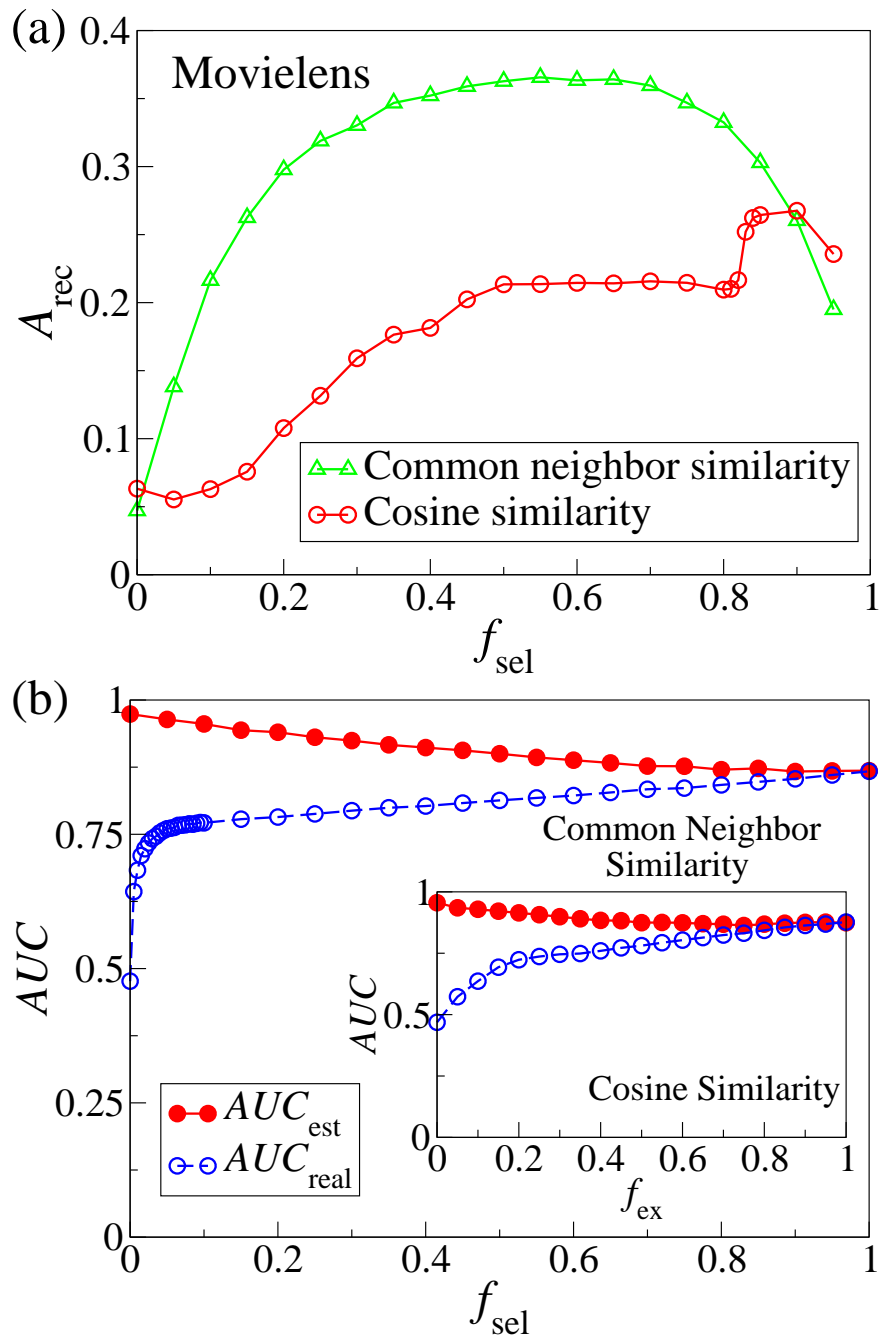 (a)
0.4
Movielens
0.3
0.2
A_rec
0.1
Common neighbor similarity
Cosine similarity
0
0 0.2 0.4 0.6 0.8 1
f_sel
(b)
1
0.75
Common Neighbor
Similarity
0.5
AUC
0.25
0
AUC_est
AUC_real
1
0.5
AUC
Cosine Similarity
0
0 0.2 0.4 0.6 0.8 1
f_ex
0 0.2 0.4 0.6 0.8 1
f_sel